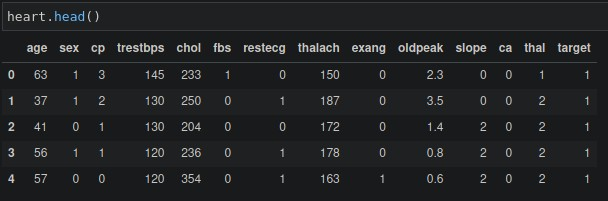 heart.head()
age sex cp trestbps chol fbs restecg thalach exang oldpeak slope ca thal target
0 63 1 3 145 233 1 0 150 0 2.3 0 0 1 1
1 37 1 2 130 250 0 1 187 0 3.5 0 0 2 1
2 41 0 1 130 204 0 0 172 0 1.4 2 0 2 1
3 56 1 1 120 236 0 1 178 0 0.8 2 0 2 1
4 57 0 0 120 354 0 1 163 1 0.6 2 0 2 1